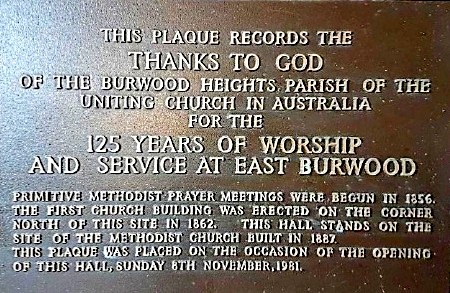 THIS PLAQUE RECORDS THE
THANKS TO GOD
OF THE BURWOOD HEIGHTS PARISH OF THE
UNITING CHURCH IN AUSTRALIA
FOR THE
125 YEARS OF WORSHIP
AND SERVICE AT EAST BURWOOD
PRIMITIVE METHODIST PRAYER MEETINGS WERE BEGUN IN 1856.
THE FIRST CHURCH BUILDING WAS ERECTED ON THE CORNER
NORTH OF THIS SITE IN 1862. THIS HALL STANDS ON THE
SITE OF THE METHODIST CHURCH BUILT IN 1887.
THIS PLAQUE WAS PLACED ON THE OCCASION OF THE OPENING
OF THIS HALL, SUNDAY 8TH NOVEMBER, 1981.